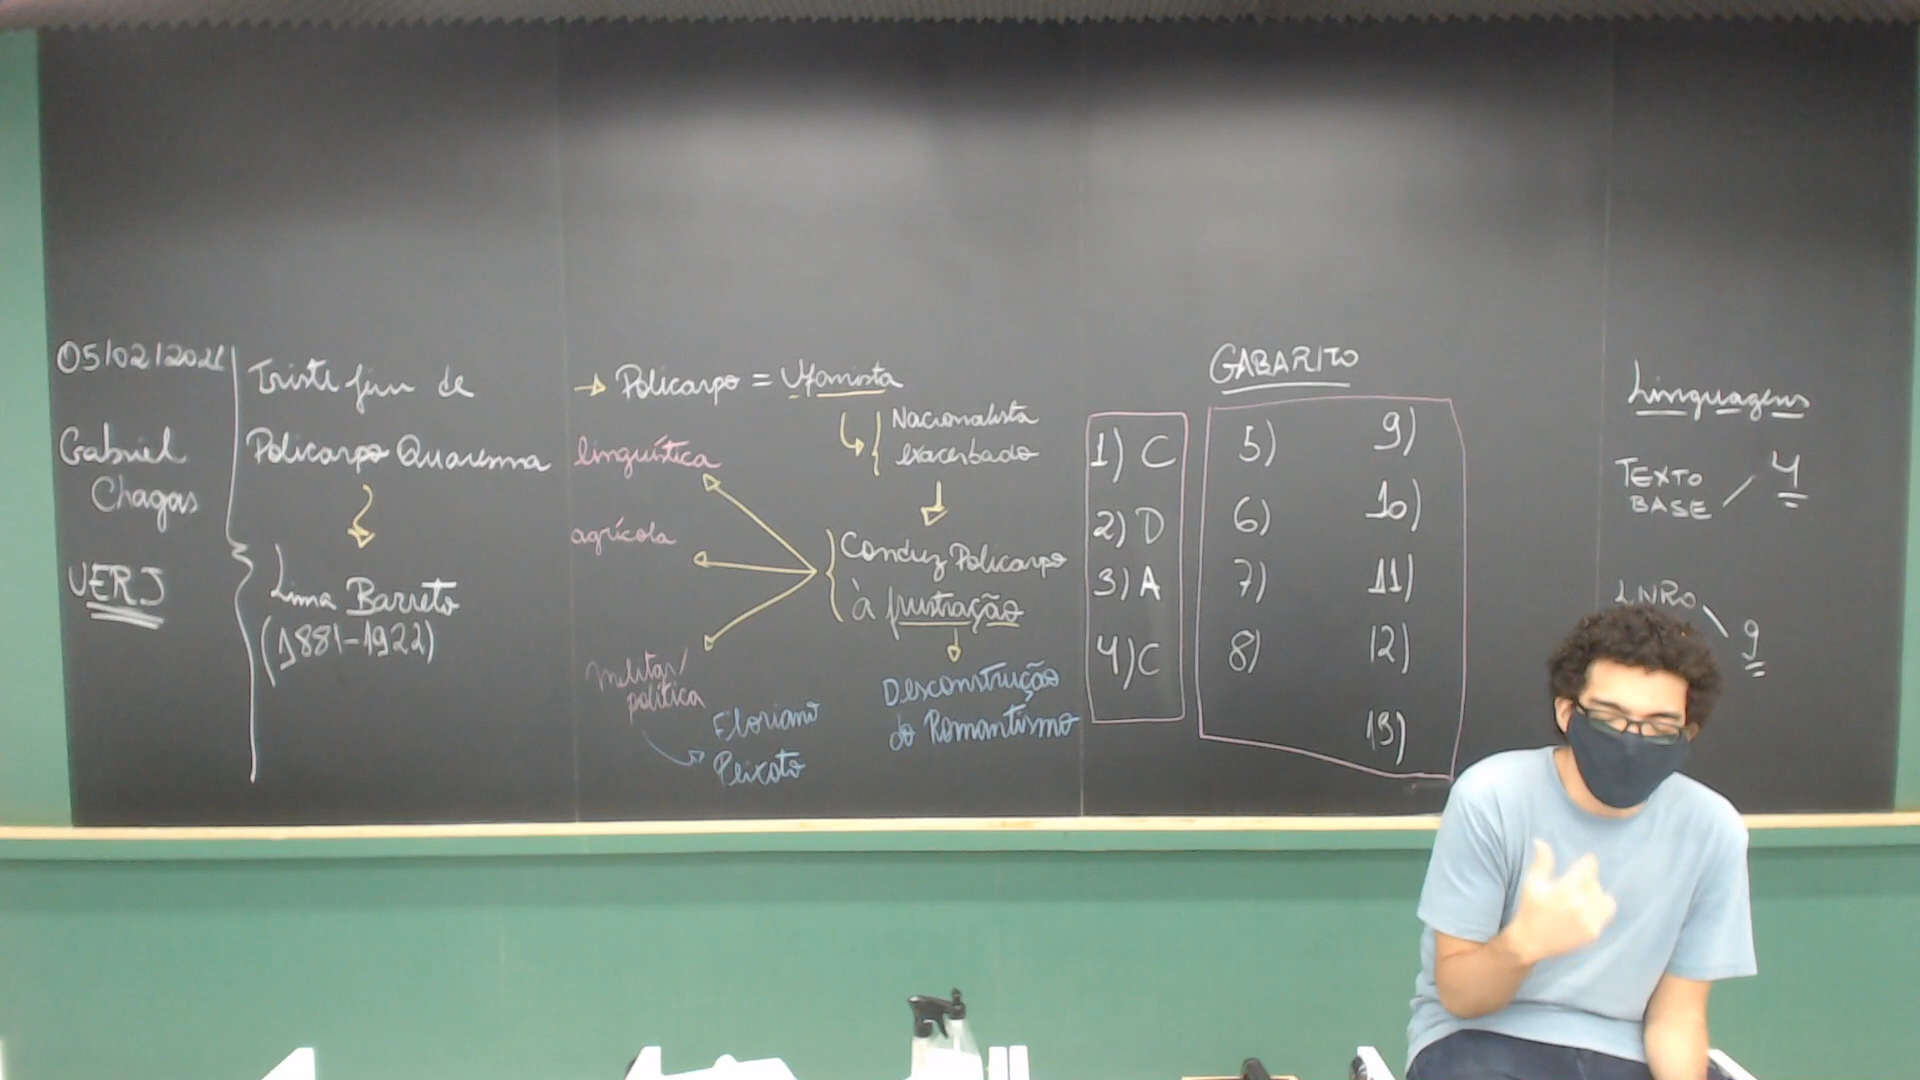 05/02/2021
Gabriel
Chagas
UERJ
Triste fim de
Policarpo Quaresma
Lima Barreto
(1881-1922)
→ Policarpo = Ufanista
Nacionalista
exacerbado
Conduz Policarpo
à frustração
Desconstrução
do Romantismo
linguística
agrícola
militar/
política
Floriano
Peixoto
GABARITO
1) C
2) D
3) A
4) C
5)
6)
7)
8)
9)
10)
11)
12)
13)
Linguagens
TEXTO
BASE / 4
LIVRO \ 9